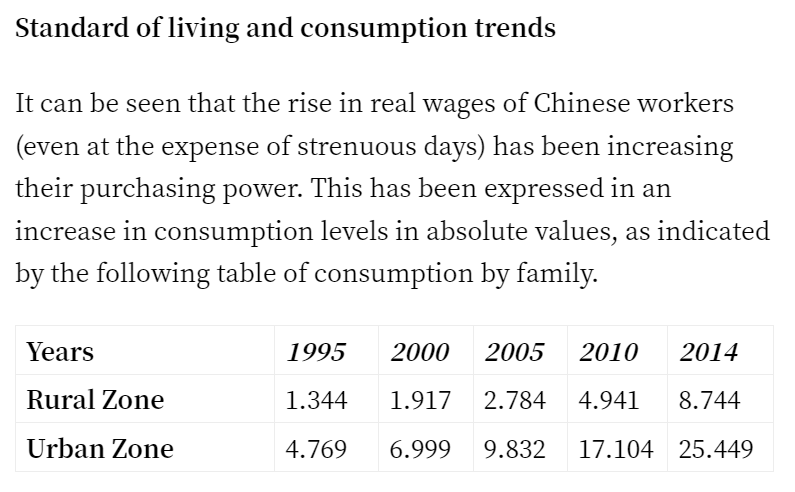 Standard of living and consumption trends
It can be seen that the rise in real wages of Chinese workers
(even at the expense of strenuous days) has been increasing
their purchasing power. This has been expressed in an
increase in consumption levels in absolute values, as indicated
by the following table of consumption by family.
Years 1995 2000 2005 2010 2014
Rural Zone 1.344 1.917 2.784 4.941 8.744
Urban Zone 4.769 6.999 9.832 17.104 25.449